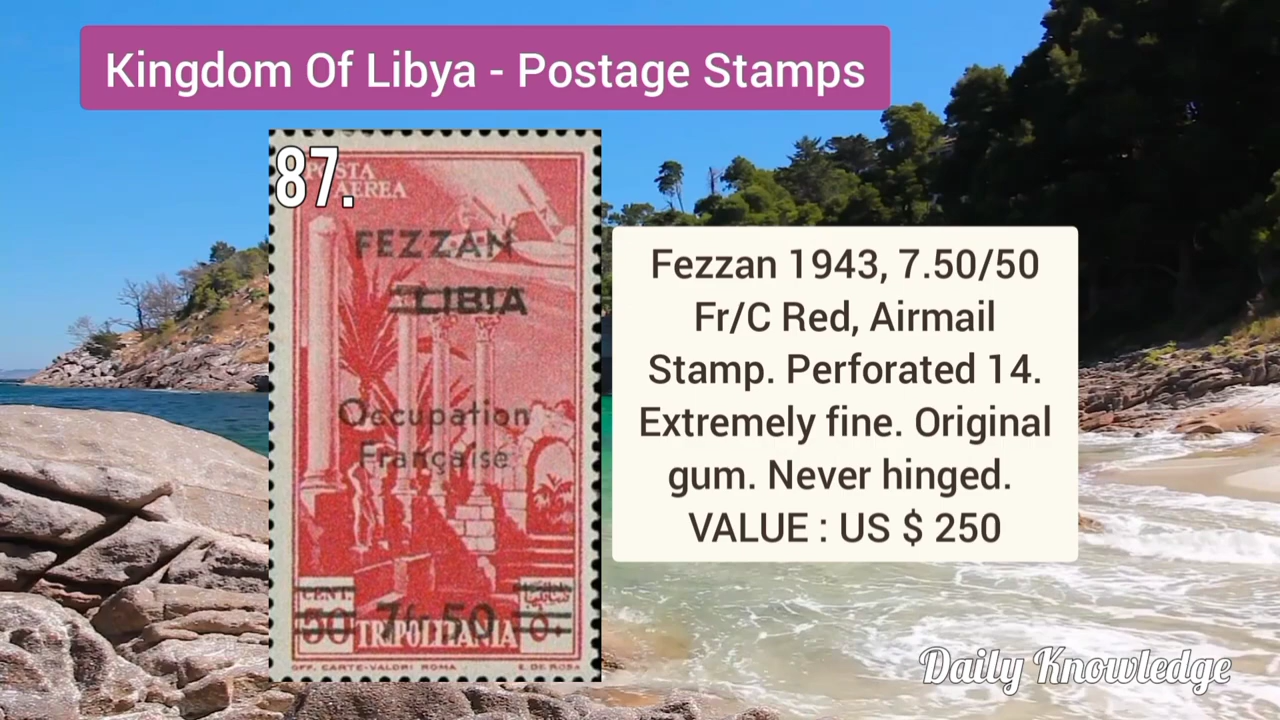 Kingdom Of Libya - Postage Stamps
87.
POSTA
AEREA
FEZZAN
LIBIA
Occupation
Française
CENT.
50 7fr.50 ٥٠
TRIPOLITANIA
OFF. CARTE-VALORI ROMA E. DE ROSA
Fezzan 1943, 7.50/50
Fr/C Red, Airmail
Stamp. Perforated 14.
Extremely fine. Original
gum. Never hinged.
VALUE : US $ 250
Daily Knowledge